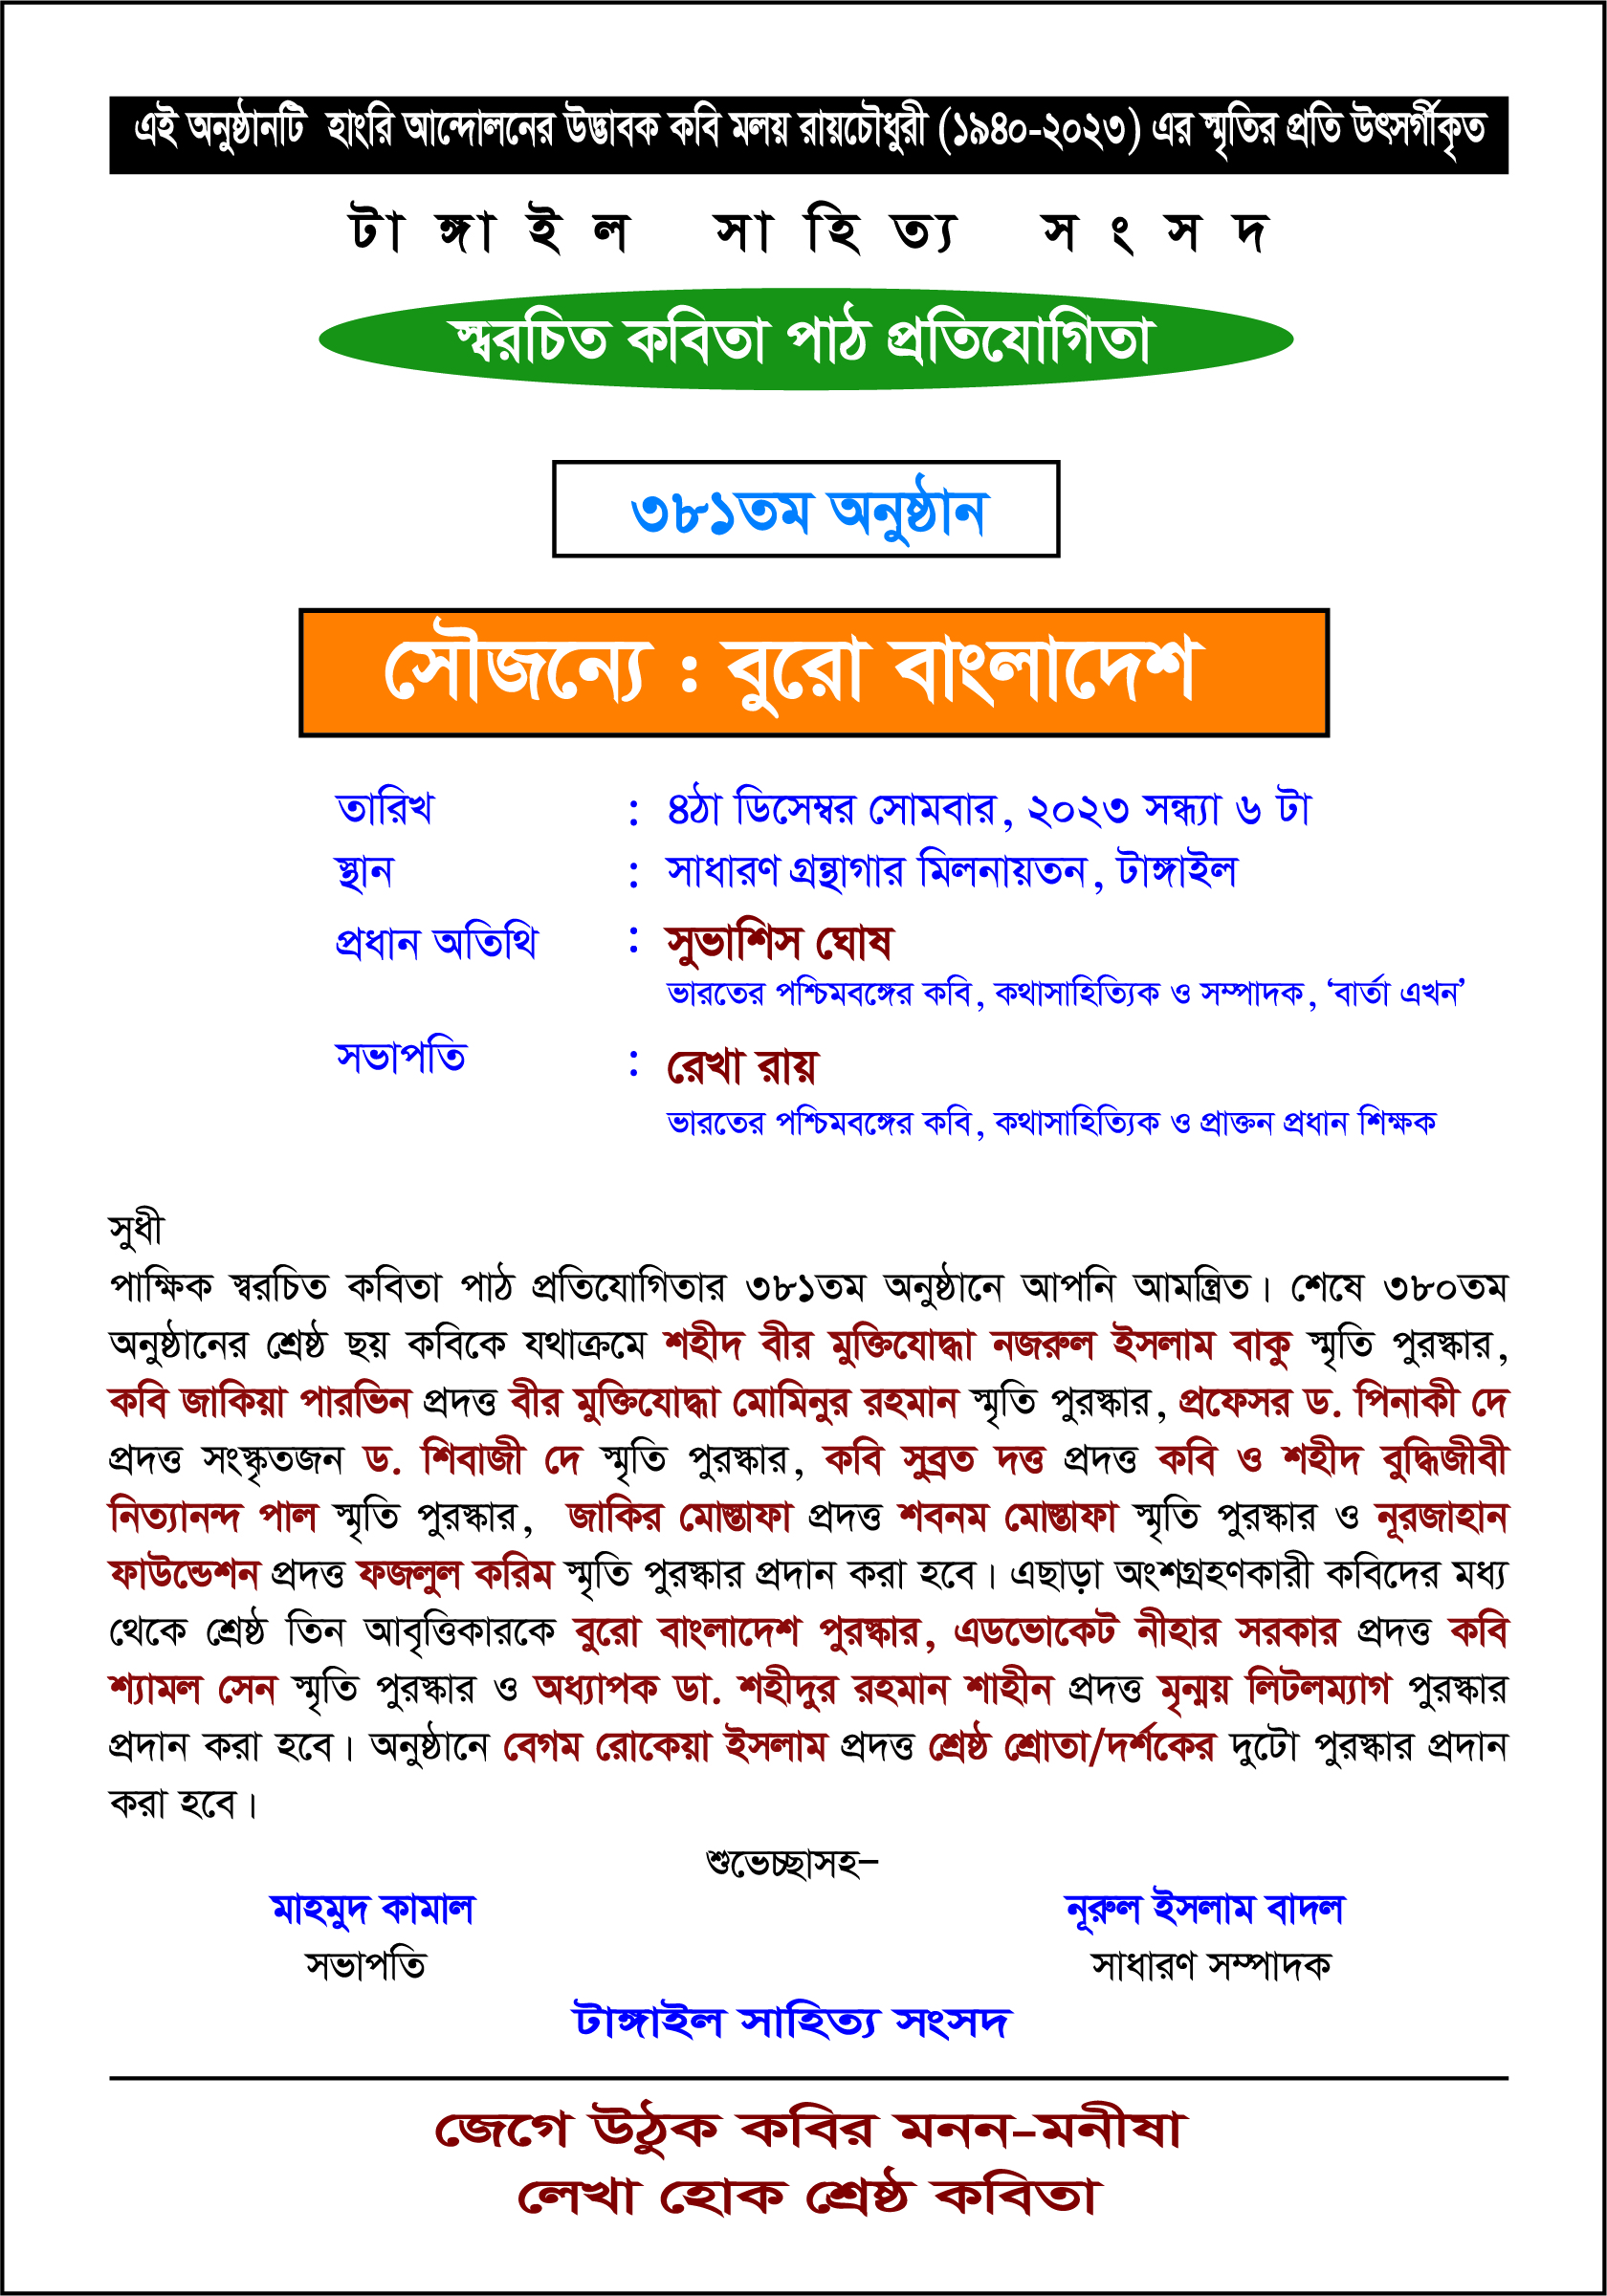 এই অনুষ্ঠানটি হাংরি আন্দোলনের উদ্ভাবক কবি মলয় রায়চৌধুরী (১৯৪০-২০২৩) এর স্মৃতির প্রতি উৎসর্গীকৃত
টাঙ্গাইল সাহিত্য সংসদ
স্বরচিত কবিতা পাঠ প্রতিযোগিতা
৩৮১তম অনুষ্ঠান
সৌজন্যে : বুরো বাংলাদেশ
তারিখ : ৪ঠা ডিসেম্বর সোমবার, ২০২৩ সন্ধ্যা ৬ টা
স্থান : সাধারণ গ্রন্থাগার মিলনায়তন, টাঙ্গাইল
প্রধান অতিথি : সুভাশিস ঘোষ
ভারতের পশ্চিমবঙ্গের কবি, কথাসাহিত্যিক ও সম্পাদক, ‘বার্তা এখন’
সভাপতি : রেখা রায়
ভারতের পশ্চিমবঙ্গের কবি, কথাসাহিত্যিক ও প্রাক্তন প্রধান শিক্ষক
সুধী
পাক্ষিক স্বরচিত কবিতা পাঠ প্রতিযোগিতার ৩৮১তম অনুষ্ঠানে আপনি আমন্ত্রিত। শেষে ৩৮০তম
অনুষ্ঠানের শ্রেষ্ঠ ছয় কবিকে যথাক্রমে শহীদ বীর মুক্তিযোদ্ধা নজরুল ইসলাম বাকু স্মৃতি পুরস্কার,
কবি জাকিয়া পারভিন প্রদত্ত বীর মুক্তিযোদ্ধা মোমিনুর রহমান স্মৃতি পুরস্কার, প্রফেসর ড. পিনাকী দে
প্রদত্ত সংস্কৃতজন ড. শিবাজী দে স্মৃতি পুরস্কার, কবি সুব্রত দত্ত প্রদত্ত কবি ও শহীদ বুদ্ধিজীবী
নিত্যানন্দ পাল স্মৃতি পুরস্কার, জাকির মোস্তাফা প্রদত্ত শবনম মোস্তাফা স্মৃতি পুরস্কার ও নূরজাহান
ফাউন্ডেশন প্রদত্ত ফজলুল করিম স্মৃতি পুরস্কার প্রদান করা হবে। এছাড়া অংশগ্রহণকারী কবিদের মধ্য
থেকে শ্রেষ্ঠ তিন আবৃত্তিকারকে বুরো বাংলাদেশ পুরস্কার, এডভোকেট নীহার সরকার প্রদত্ত কবি
শ্যামল সেন স্মৃতি পুরস্কার ও অধ্যাপক ডা. শহীদুর রহমান শাহীন প্রদত্ত মৃন্ময় লিটলম্যাগ পুরস্কার
প্রদান করা হবে। অনুষ্ঠানে বেগম রোকেয়া ইসলাম প্রদত্ত শ্রেষ্ঠ শ্রোতা/দর্শকের দুটো পুরস্কার প্রদান
করা হবে।
শুভেচ্ছাসহ-
মাহমুদ কামাল নূরুল ইসলাম বাদল
সভাপতি সাধারণ সম্পাদক
টাঙ্গাইল সাহিত্য সংসদ
জেগে উঠুক কবির মনন-মনীষা
লেখা হোক শ্রেষ্ঠ কবিতা